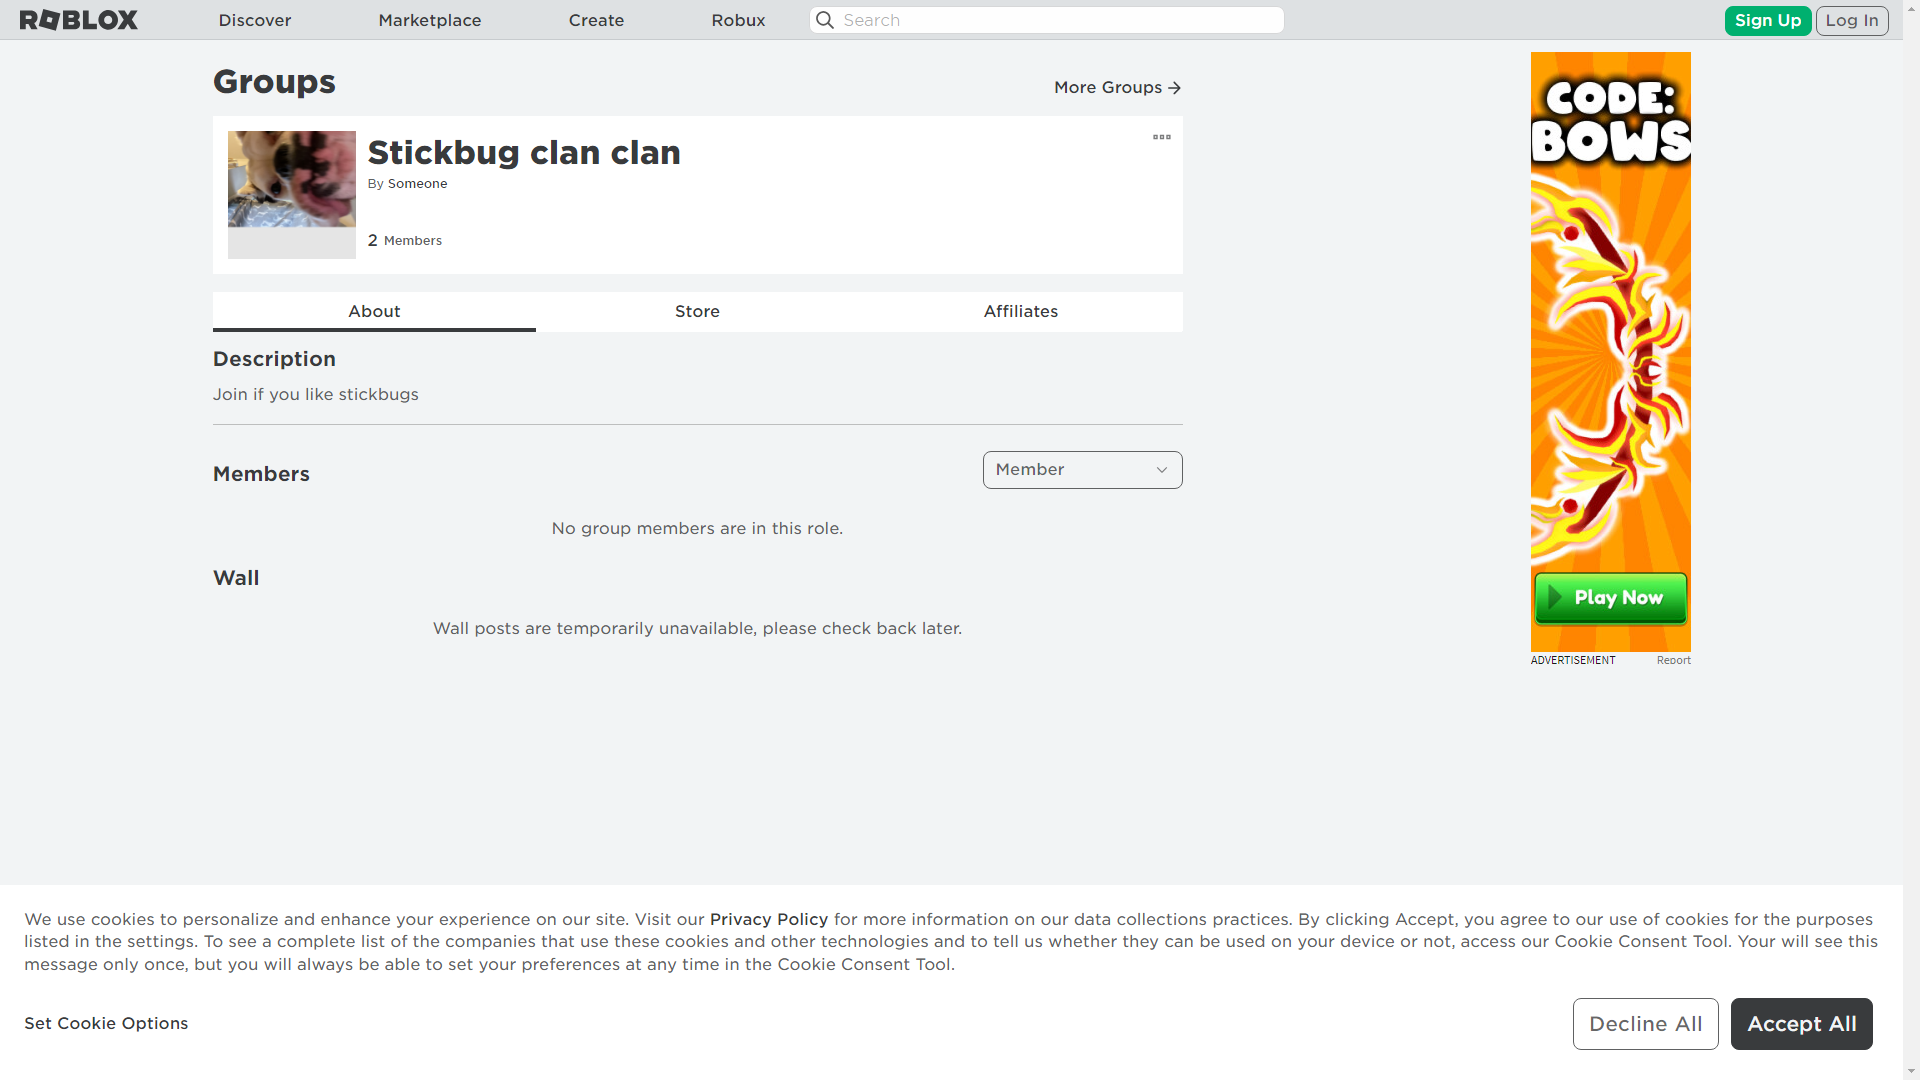 ROBLOX
Discover
Marketplace
Create
Robux
Search
Sign Up
Log In
Groups
More Groups
Stickbug clan clan
By Someone
2 Members
About
Store
Affiliates
Description
Join if you like stickbugs
Members
Member
No group members are in this role.
Wall
Wall posts are temporarily unavailable, please check back later.
CODE:
BOWS
Play Now
ADVERTISEMENT
Report
We use cookies to personalize and enhance your experience on our site. Visit our Privacy Policy for more information on our data collections practices. By clicking Accept, you agree to our use of cookies for the purposes
listed in the settings. To see a complete list of the companies that use these cookies and other technologies and to tell us whether they can be used on your device or not, access our Cookie Consent Tool. Your will see this
message only once, but you will always be able to set your preferences at any time in the Cookie Consent Tool.
Set Cookie Options
Decline All
Accept All